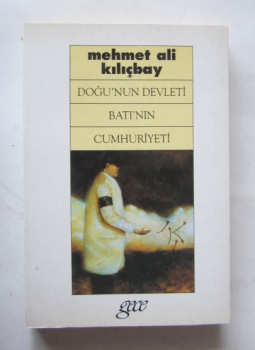 mehmet ali
kılıçbay
DOĞU'NUN DEVLETİ
BATI'NIN
CUMHURİYETİ
gece